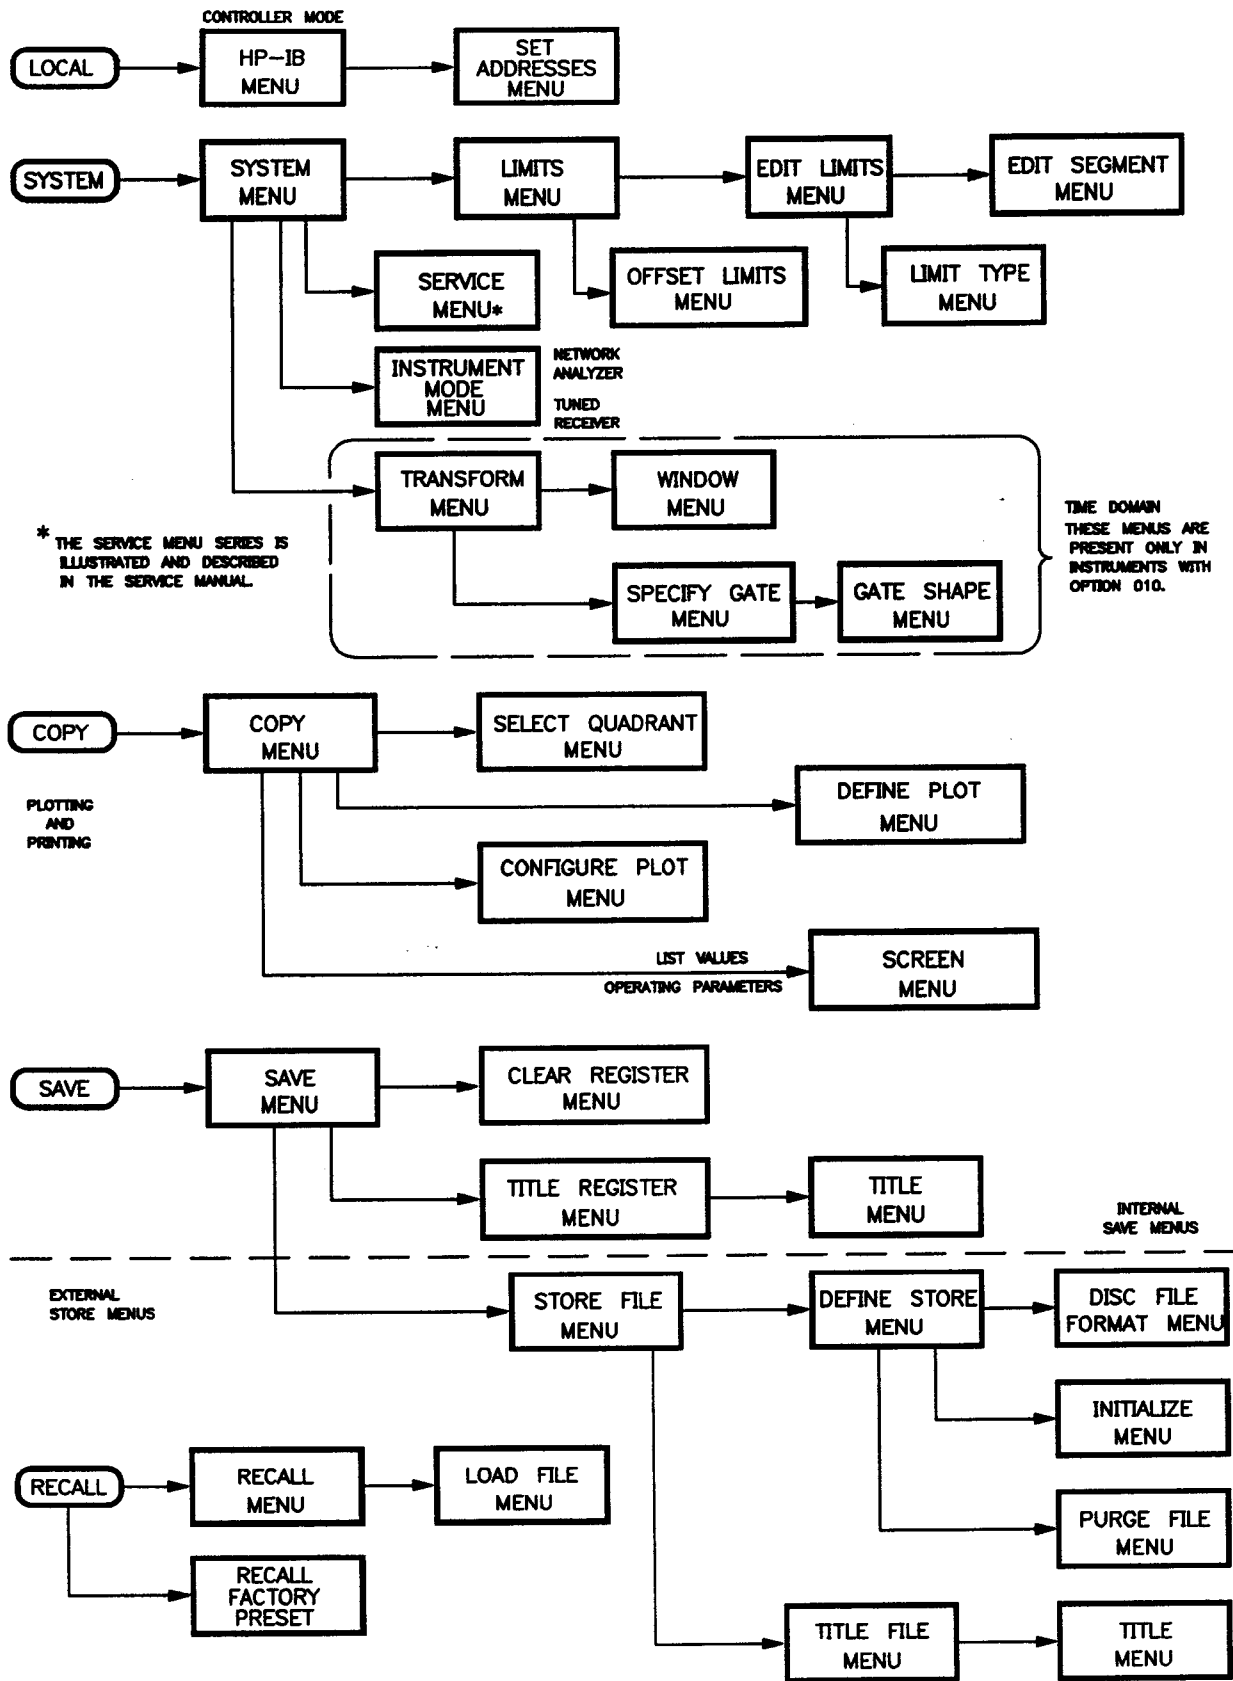 CONTROLLER MODE
LOCAL
HP-IB
MENU
SET
ADDRESSES
MENU
SYSTEM
SYSTEM
MENU
LIMITS
MENU
EDIT LIMITS
MENU
EDIT SEGMENT
MENU
SERVICE
MENU*
OFFSET LIMITS
MENU
LIMIT TYPE
MENU
INSTRUMENT
MODE
MENU
NETWORK
ANALYZER
TUNED
RECEIVER
TRANSFORM
MENU
WINDOW
MENU
TIME DOMAIN
THESE MENUS ARE
PRESENT ONLY IN
INSTRUMENTS WITH
OPTION 010.
* THE SERVICE MENU SERIES IS
ILLUSTRATED AND DESCRIBED
IN THE SERVICE MANUAL.
SPECIFY GATE
MENU
GATE SHAPE
MENU
COPY
COPY
MENU
SELECT QUADRANT
MENU
PLOTTING
AND
PRINTING
DEFINE PLOT
MENU
CONFIGURE PLOT
MENU
LIST VALUES
OPERATING PARAMETERS
SCREEN
MENU
SAVE
SAVE
MENU
CLEAR REGISTER
MENU
TITLE REGISTER
MENU
TITLE
MENU
INTERNAL
SAVE MENUS
EXTERNAL
STORE MENUS
STORE FILE
MENU
DEFINE STORE
MENU
DISC FILE
FORMAT MENU
INITIALIZE
MENU
RECALL
RECALL
MENU
LOAD FILE
MENU
PURGE FILE
MENU
RECALL
FACTORY
PRESET
TITLE FILE
MENU
TITLE
MENU